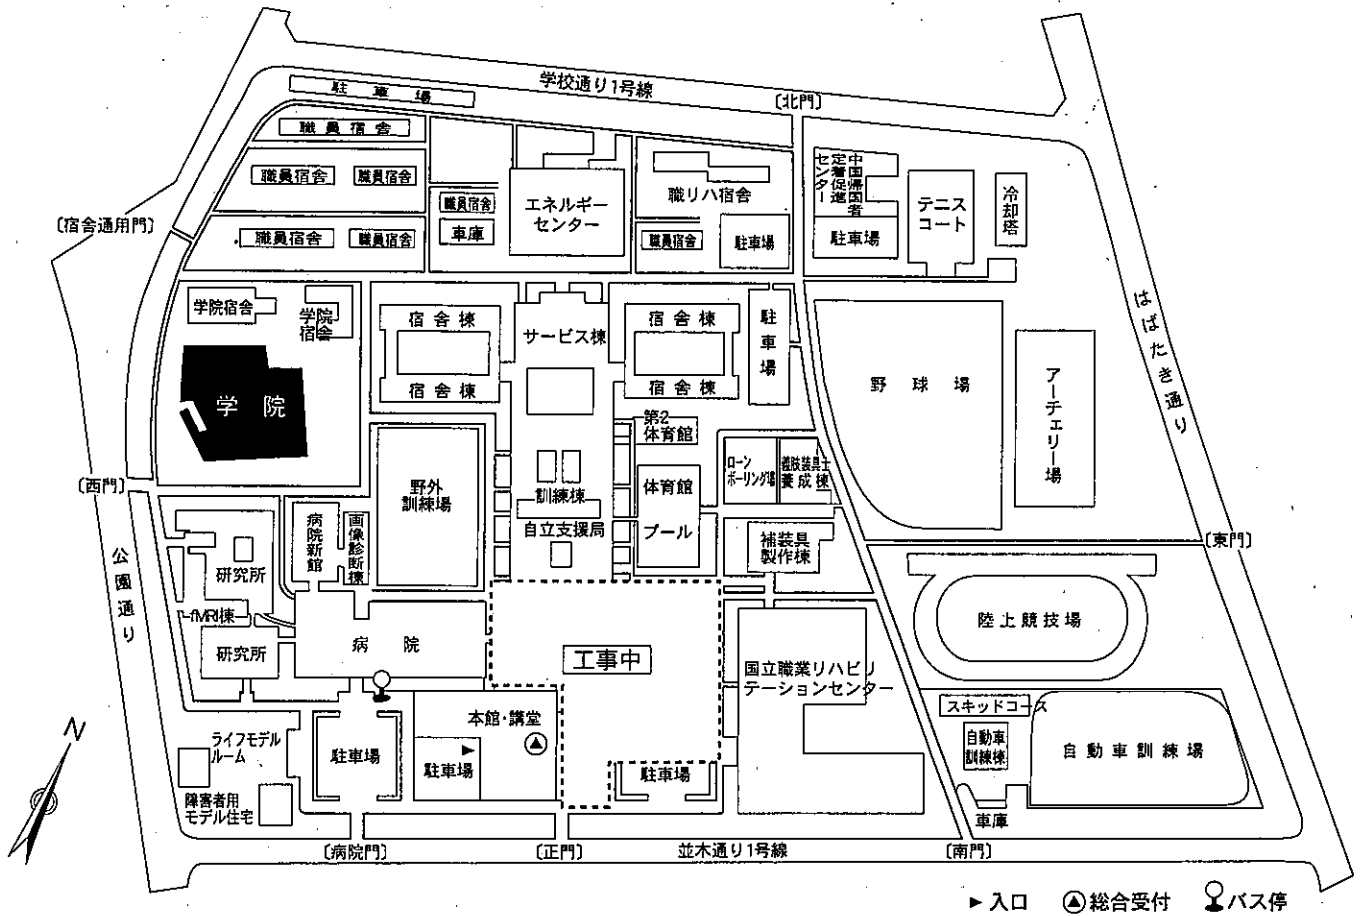 学校通り1号線
〔北門〕
駐車場
職員宿舎
職員宿舎
職員宿舎
職員宿舎
職員宿舎
〔宿舎通用門〕
職員宿舎
車庫
エネルギー
センター
職リハ宿舎
職員宿舎
駐車場
中国帰国者
定着促進
センター
駐車場
テニス
コート
冷却塔
はばたき通り
学院宿舎
学院
宿舎
学院
宿舎棟
宿舎棟
サービス棟
宿舎棟
宿舎棟
駐車場
野球場
アーチェリー場
第2
体育館
ローン
ボーリング場
義肢装具士
養成棟
〔西門〕
野外
訓練場
訓練棟
自立支援局
体育館
プール
補装具
製作棟
〔東門〕
公園通り
病院新館
画像診断棟
研究所
fMRI棟
研究所
病院
工事中
国立職業リハビリ
テーションセンター
陸上競技場
スキッドコース
自動車
訓練棟
自動車訓練場
車庫
N
ライフモデル
ルーム
障害者用
モデル住宅
駐車場
本館・講堂
駐車場
駐車場
〔病院門〕
〔正門〕
並木通り1号線
〔南門〕
入口
総合受付
バス停